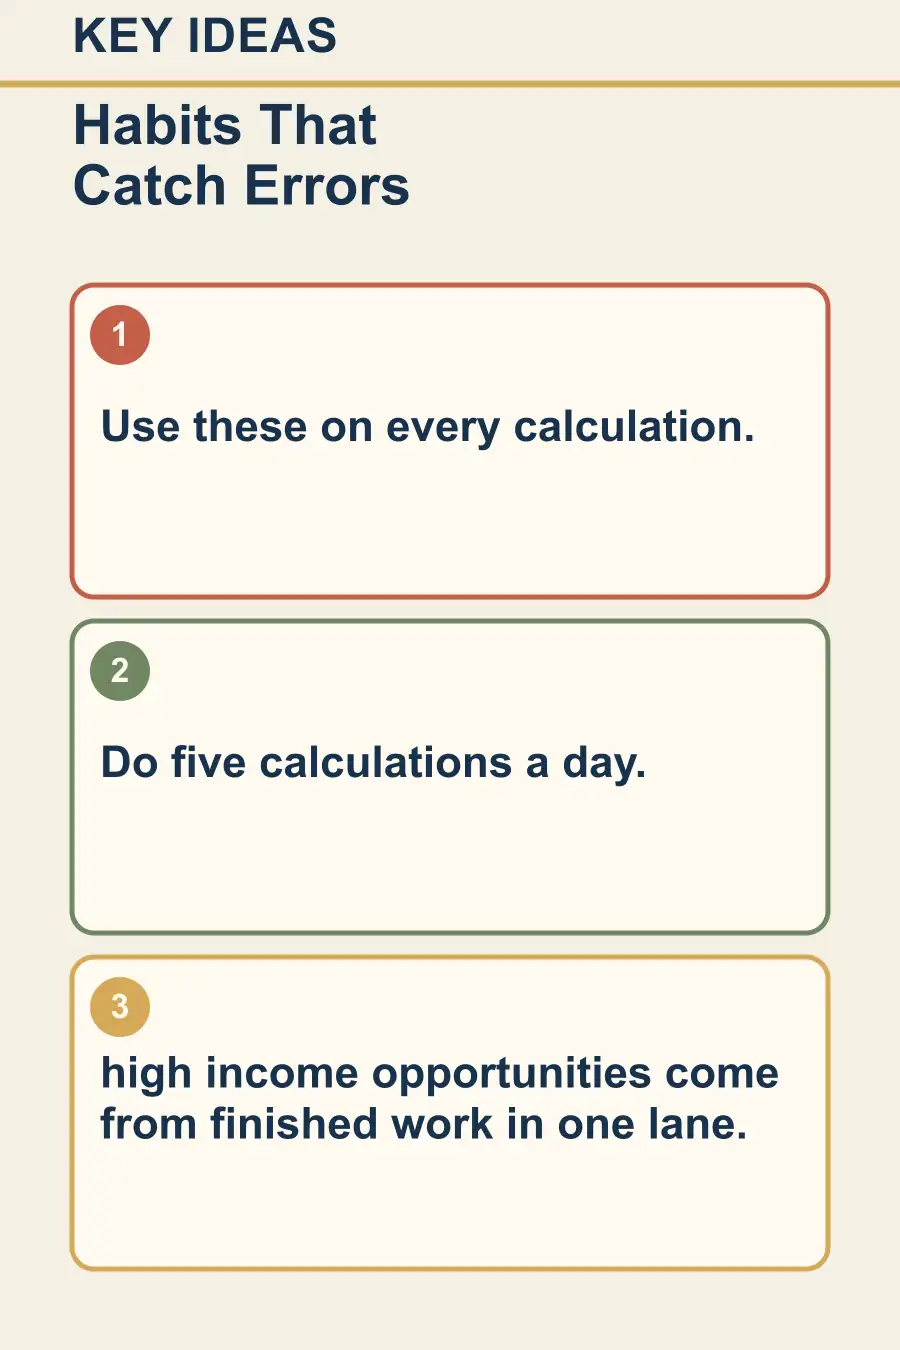 KEY IDEAS
Habits That
Catch Errors
1
Use these on every calculation.
2
Do five calculations a day.
3
high income opportunities come
from finished work in one lane.